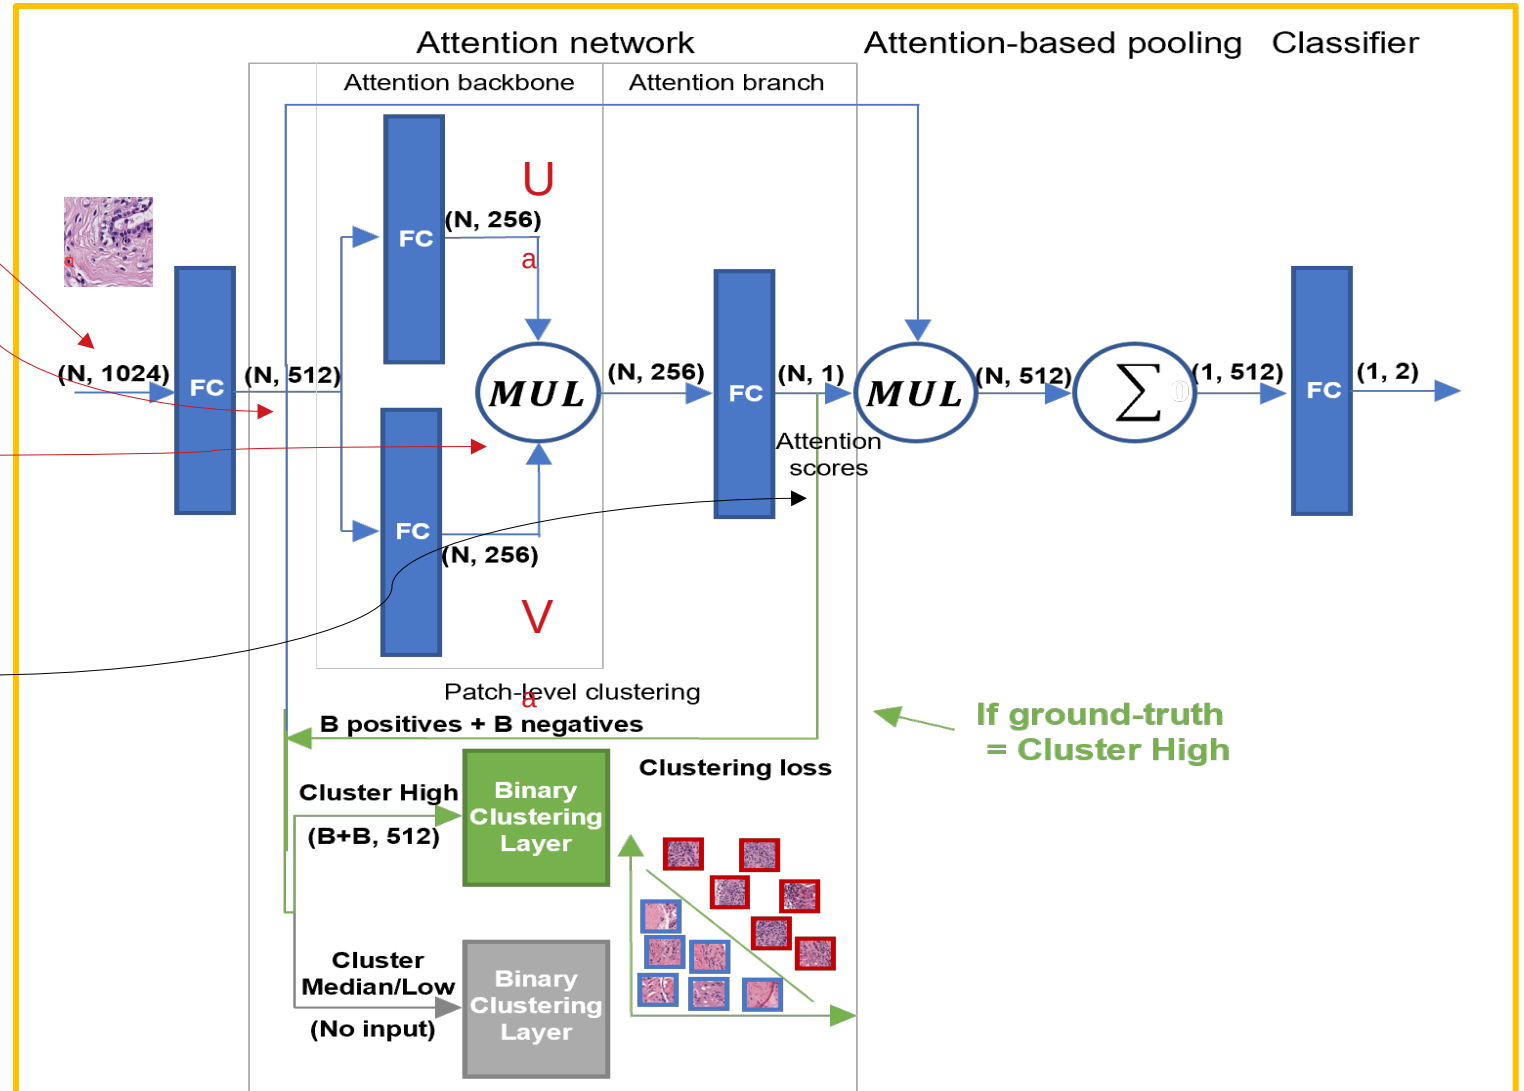 Attention network
Attention-based pooling
Classifier
Attention backbone
Attention branch
U
a
(N, 256)
FC
(N, 1024)
FC
(N, 512)
MUL
(N, 256)
FC
(N, 1)
MUL
(N, 512)
∑
0
(1, 512)
FC
(1, 2)
Attention
scores
FC
(N, 256)
V
a
Patch-level clustering
B positives + B negatives
If ground-truth
= Cluster High
Clustering loss
Cluster High
(B+B, 512)
Binary
Clustering
Layer
Cluster
Median/Low
(No input)
Binary
Clustering
Layer